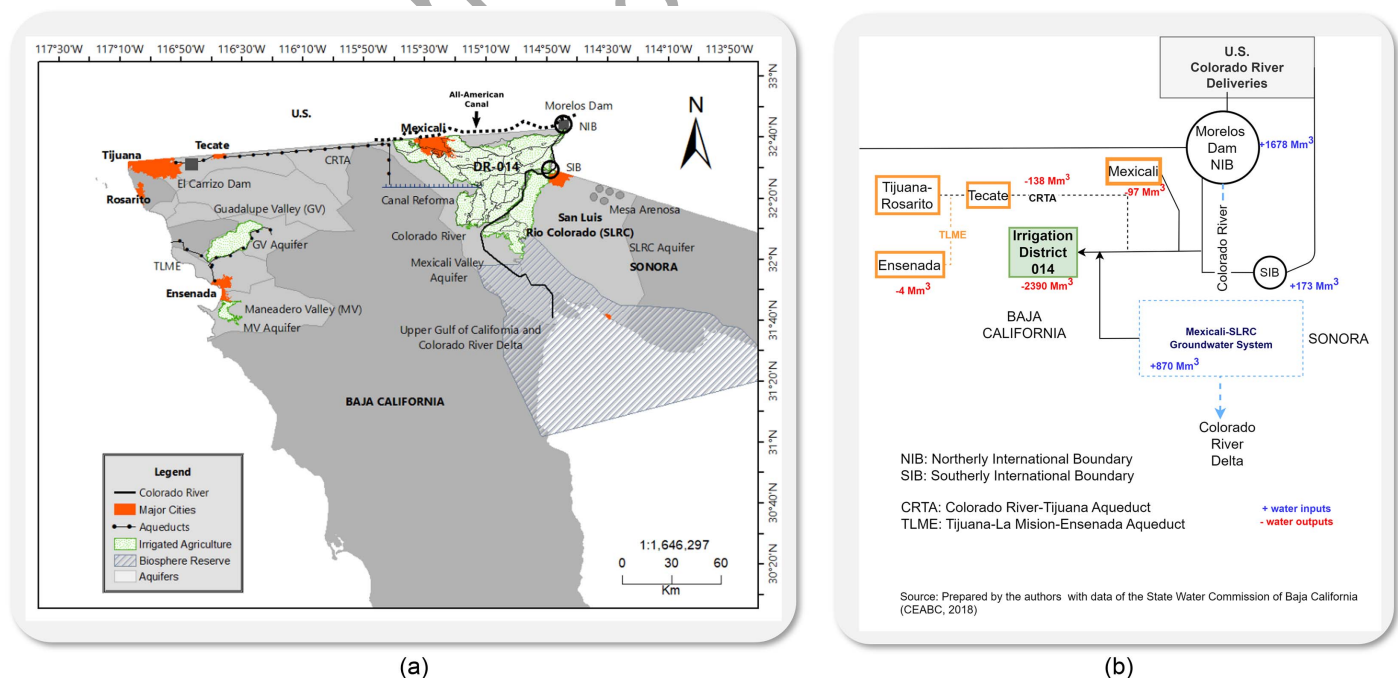 117°30'W 117°10'W 116°50'W 116°30'W 116°10'W 115°50'W 115°30'W 115°10'W 114°50'W 114°30'W 114°10'W 113°50'W
33°N
32°40'N
32°20'N
32°N
31°40'N
31°20'N
31°N
30°40'N
30°20'N
U.S.
All-American
Canal
Morelos Dam
NIB
N
Mexicali
Tecate
Tijuana
CRTA
DR-014
SIB
El Carrizo Dam
Rosarito
Canal Reforma
Guadalupe Valley (GV)
Mesa Arenosa
San Luis
Rio Colorado (SLRC)
Colorado River
GV Aquifer
SLRC Aquifer
Mexicali Valley
Aquifer
TLME
SONORA
Ensenada
Maneadero Valley (MV)
MV Aquifer
Upper Gulf of California and
Colorado River Delta
BAJA CALIFORNIA
Legend
Colorado River
Major Cities
Aqueducts
Irrigated Agriculture
Biosphere Reserve
Aquifers
1:1,646,297
0 30 60
Km
(a)
U.S.
Colorado River
Deliveries
Morelos
Dam
NIB
+1678 Mm³
Mexicali
-97 Mm³
-138 Mm³
CRTA
Tijuana-
Rosarito
Tecate
TLME
Ensenada
-4 Mm³
Irrigation
District
014
-2390 Mm³
Colorado River
SIB
+173 Mm³
BAJA
CALIFORNIA
Mexicali-SLRC
Groundwater System
+870 Mm³
SONORA
Colorado
River
Delta
NIB: Northerly International Boundary
SIB: Southerly International Boundary
CRTA: Colorado River-Tijuana Aqueduct
TLME: Tijuana-La Mision-Ensenada Aqueduct
+ water inputs
- water outputs
Source: Prepared by the authors with data of the State Water Commission of Baja California
(CEABC, 2018)
(b)